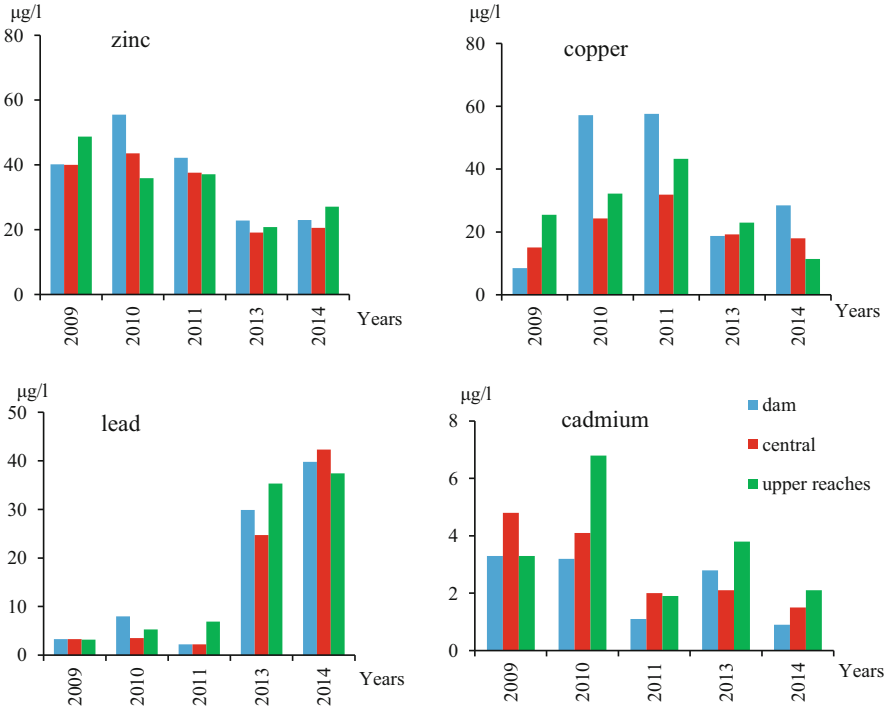 μg/l
zinc
80
60
40
20
0
2009
2010
2011
2013
2014
Years
μg/l
copper
80
60
40
20
0
2009
2010
2011
2013
2014
Years
μg/l
lead
50
40
30
20
10
0
2009
2010
2011
2013
2014
Years
μg/l
cadmium
8
6
4
2
0
2009
2010
2011
2013
2014
Years
dam
central
upper reaches